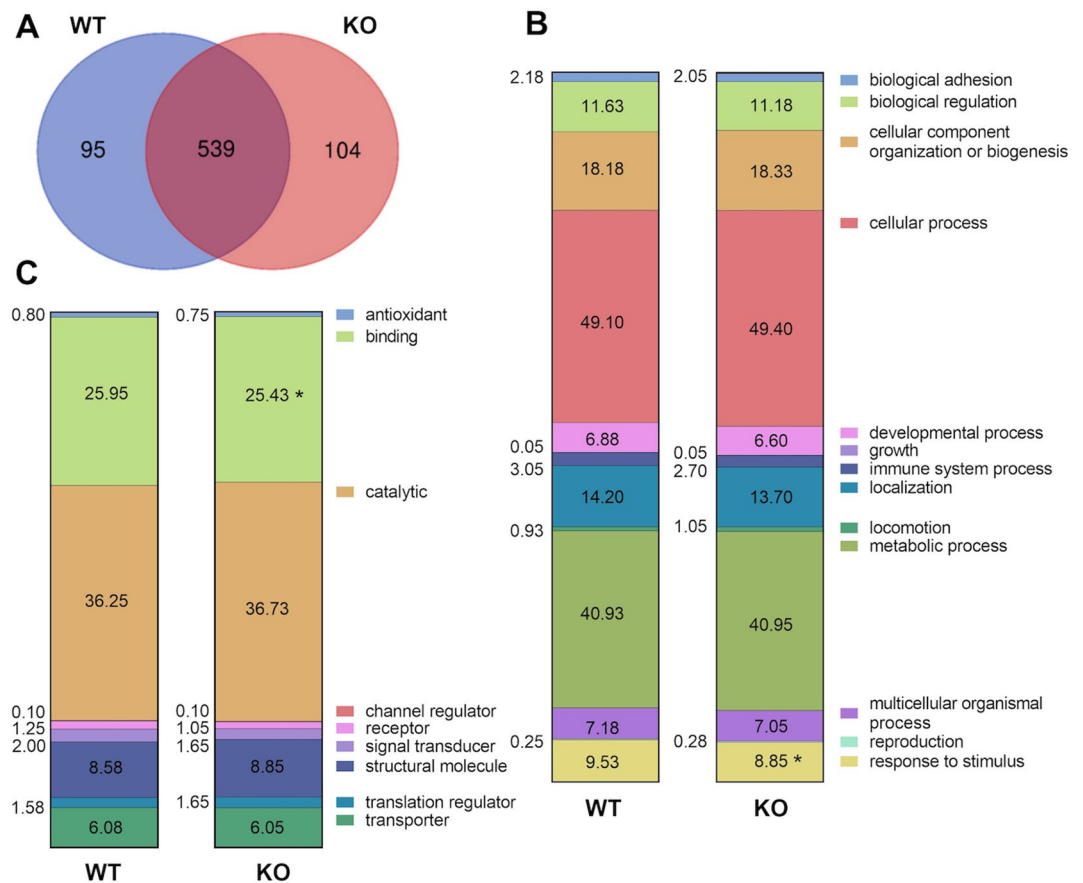 A
WT
KO
95
539
104
B
2.18
2.05
11.63
11.18
18.18
18.33
49.10
49.40
6.88
6.60
0.05
0.05
3.05
2.70
14.20
13.70
0.93
1.05
40.93
40.95
7.18
7.05
0.25
0.28
9.53
8.85 *
biological adhesion
biological regulation
cellular component
organization or biogenesis
cellular process
developmental process
growth
immune system process
localization
locomotion
metabolic process
multicellular organismal
process
reproduction
response to stimulus
WT
KO
C
0.80
0.75
25.95
25.43 *
36.25
36.73
0.10
0.10
1.25
1.05
2.00
1.65
8.58
8.85
1.58
1.65
6.08
6.05
antioxidant
binding
catalytic
channel regulator
receptor
signal transducer
structural molecule
translation regulator
transporter
WT
KO